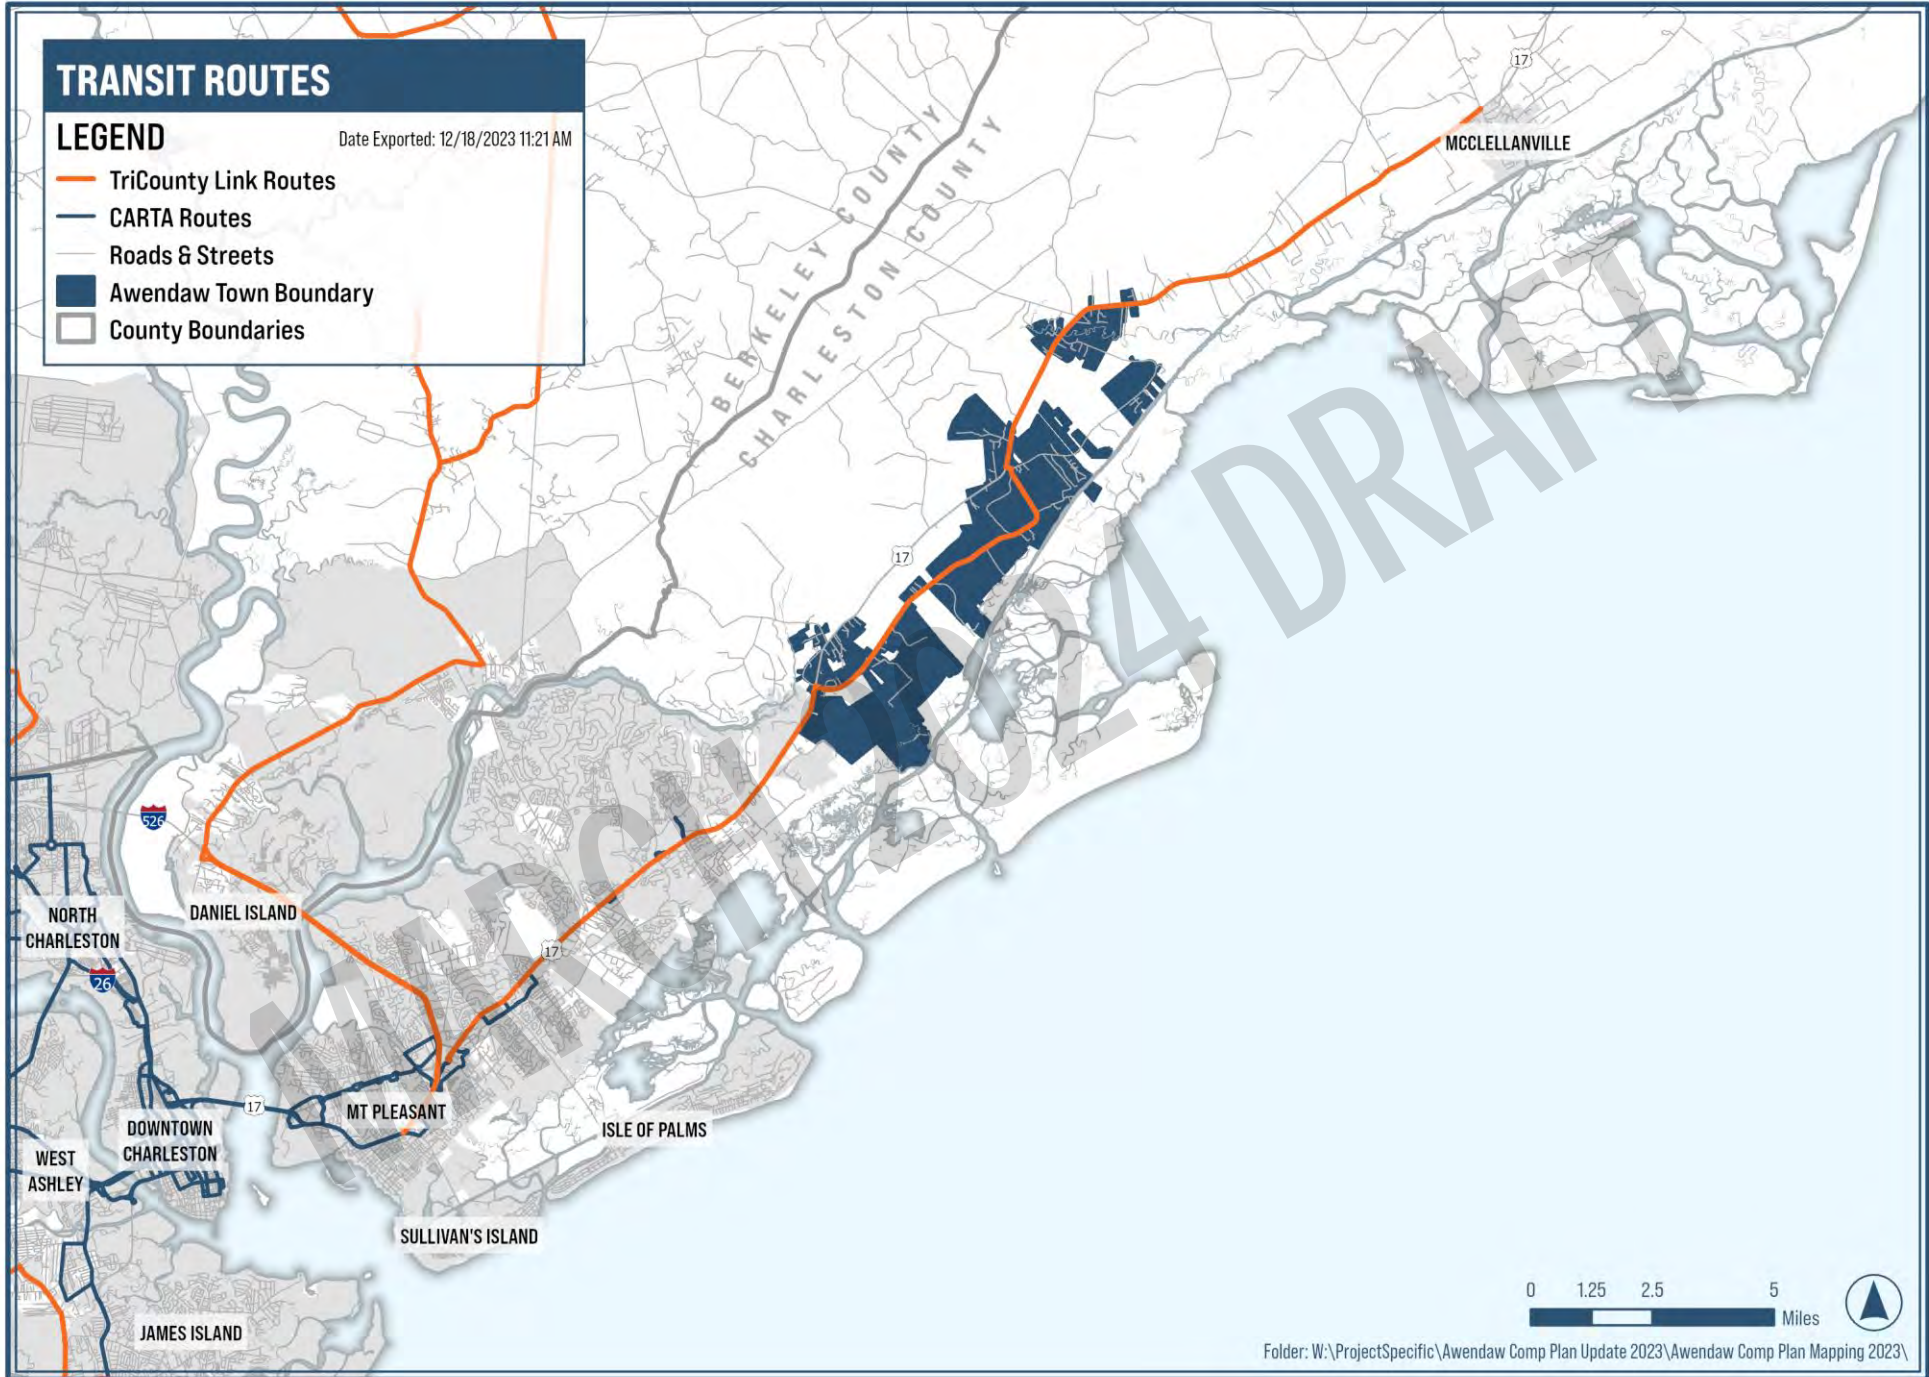 TRANSIT ROUTES
LEGEND
Date Exported: 12/18/2023 11:21 AM
TriCounty Link Routes
CARTA Routes
Roads & Streets
Awendaw Town Boundary
County Boundaries
17
MCCLELLANVILLE
BERKELEY COUNTY
CHARLESTON COUNTY
17
MARCH 2024 DRAFT
526
NORTH
CHARLESTON
DANIEL ISLAND
17
26
17
MT PLEASANT
DOWNTOWN
CHARLESTON
ISLE OF PALMS
WEST
ASHLEY
SULLIVAN'S ISLAND
JAMES ISLAND
0 1.25 2.5 5
Miles
Folder: W:\ProjectSpecific\Awendaw Comp Plan Update 2023\Awendaw Comp Plan Mapping 2023\